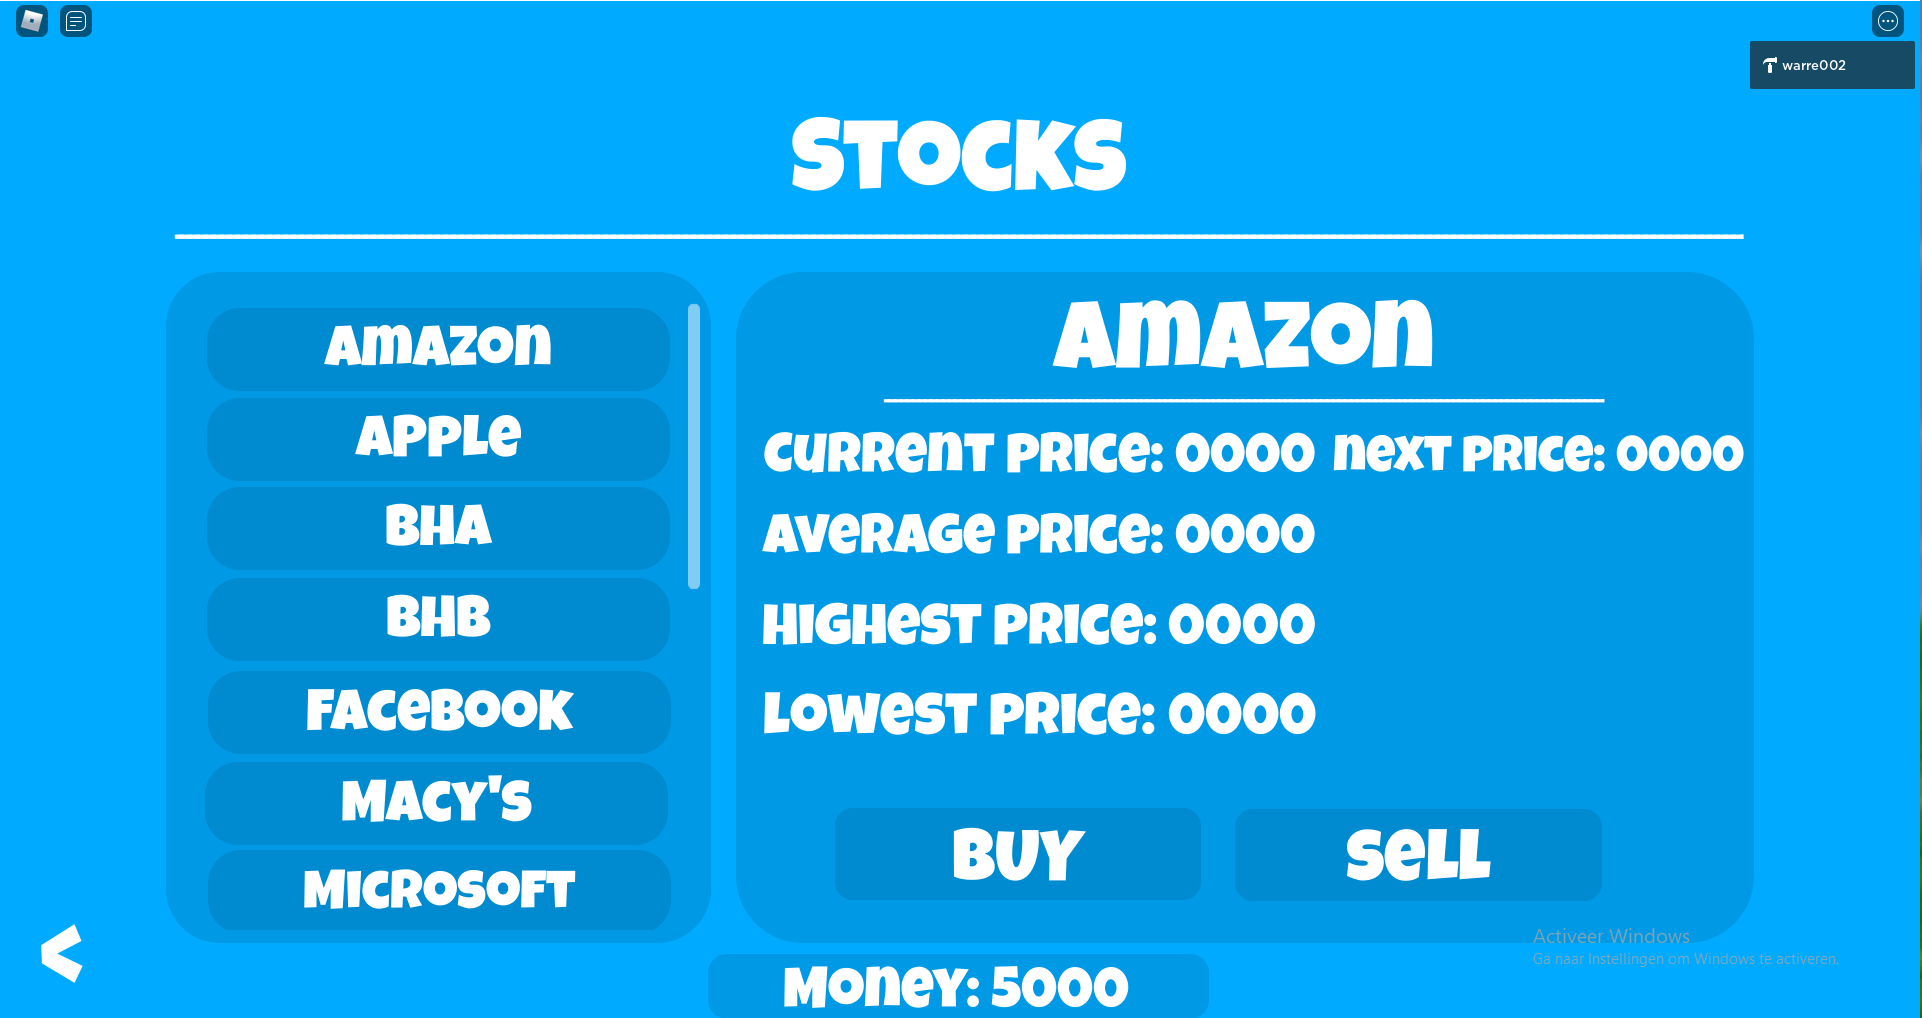 warre002
STOCKS
Amazon
Apple
BHA
BHB
Facebook
Macy's
Microsoft
Amazon
Current Price: 0000 Next Price: 0000
Average Price: 0000
Highest Price: 0000
Lowest Price: 0000
Buy
Sell
<
Money: 5000
Activeer Windows
Ga naar Instellingen om Windows te activeren.